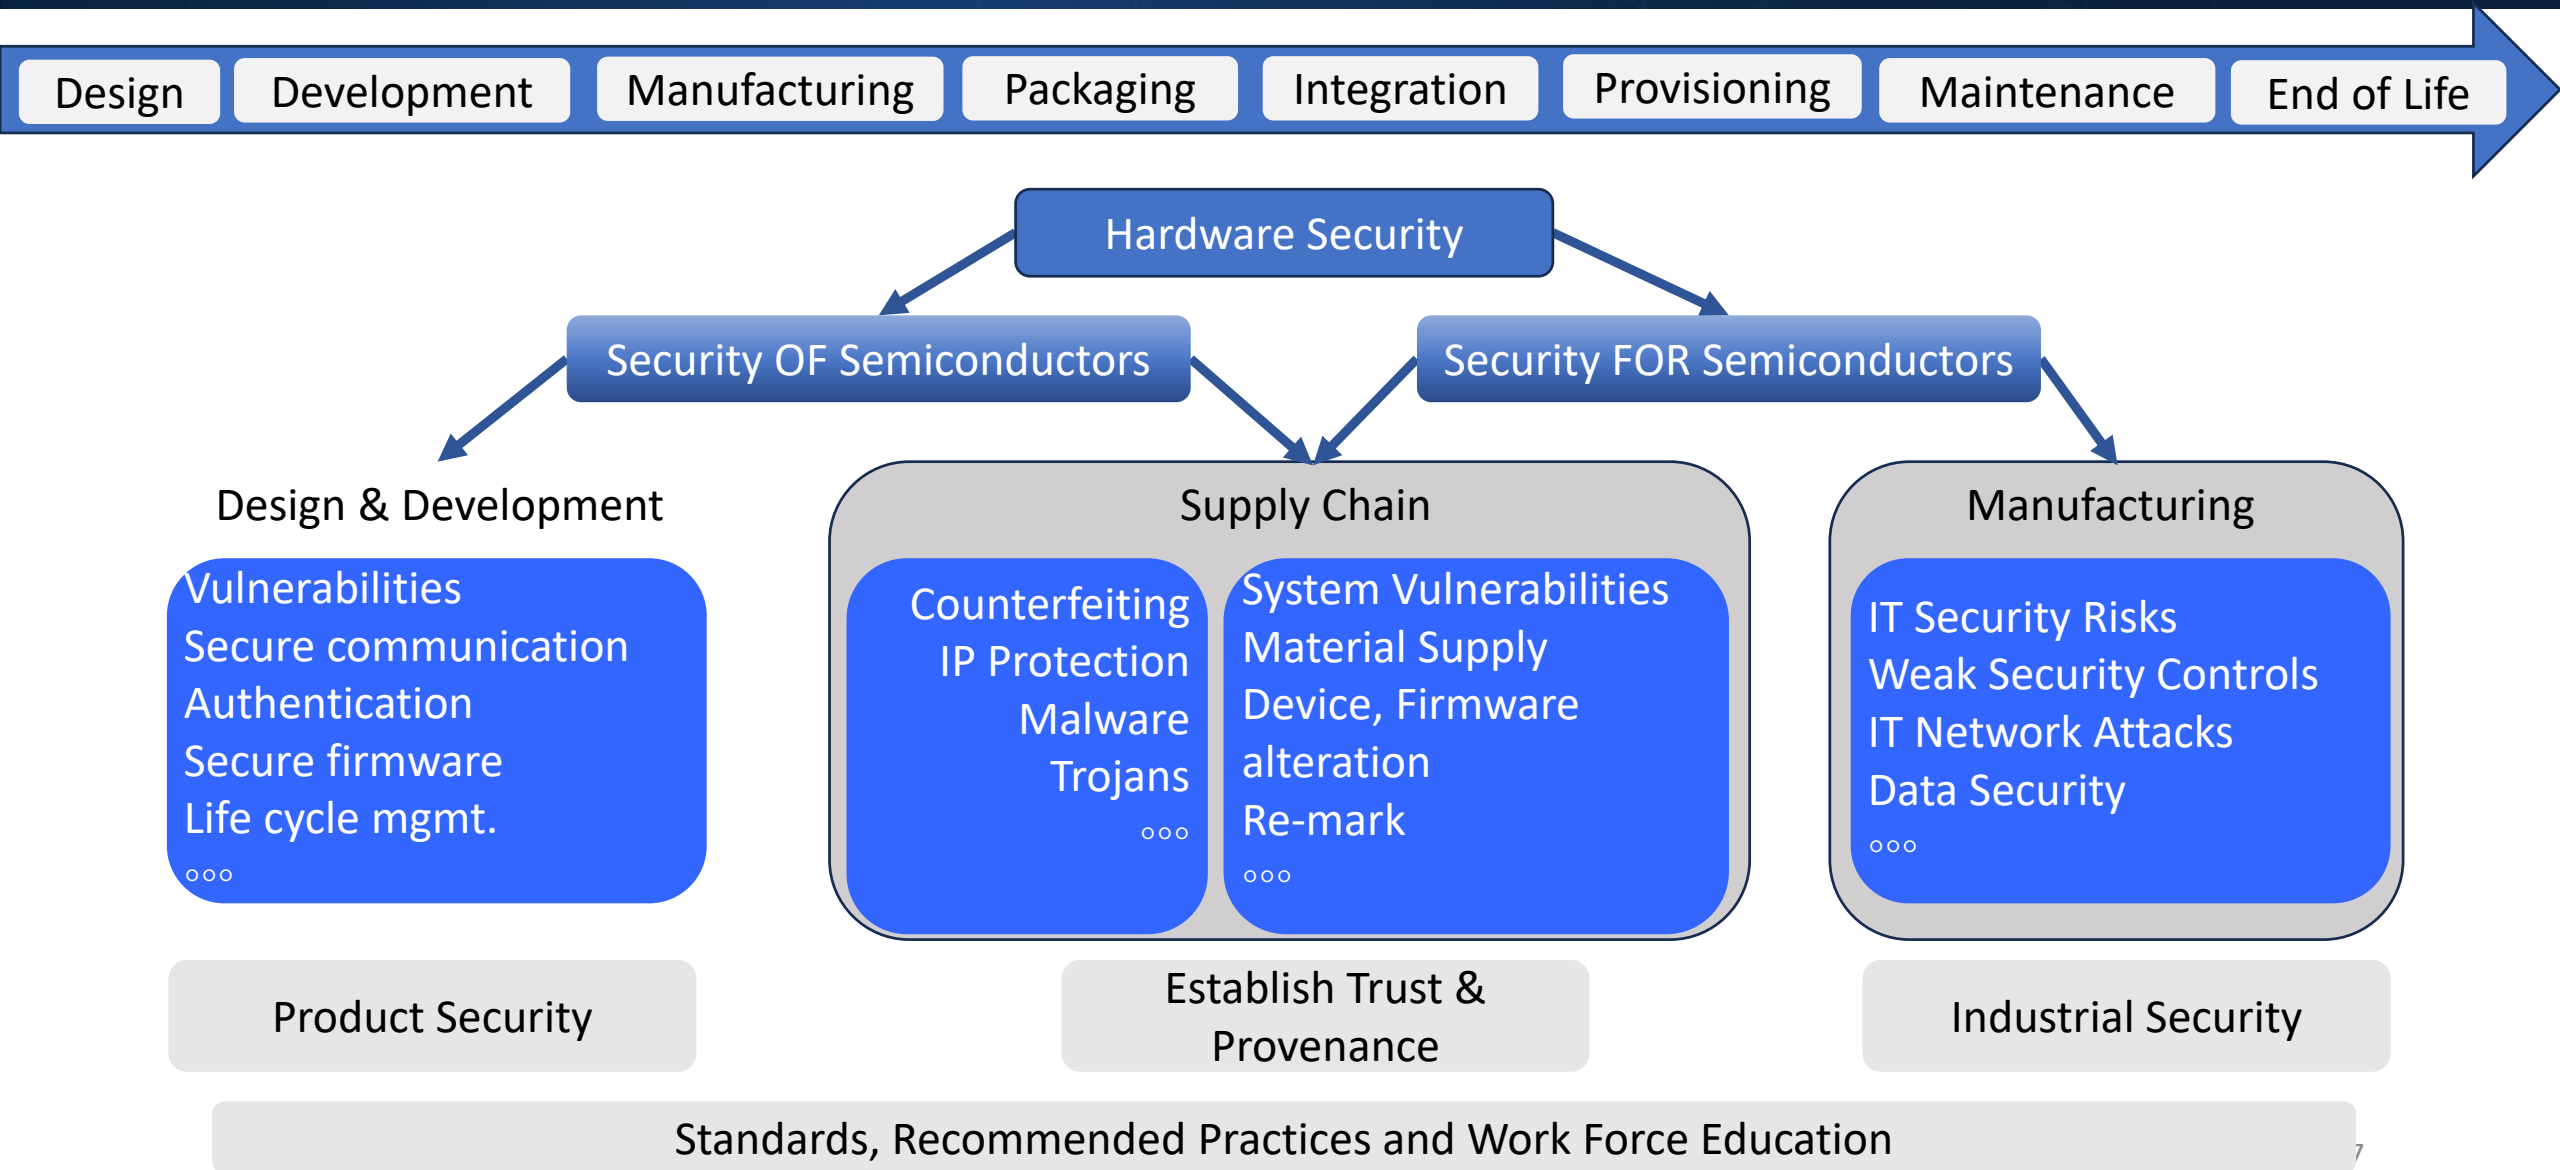 Design
Development
Manufacturing
Packaging
Integration
Provisioning
Maintenance
End of Life
Hardware Security
Security OF Semiconductors
Security FOR Semiconductors
Design & Development
Vulnerabilities
Secure communication
Authentication
Secure firmware
Life cycle mgmt.
°°°
Supply Chain
Counterfeiting
IP Protection
Malware
Trojans
°°°
System Vulnerabilities
Material Supply
Device, Firmware
alteration
Re-mark
°°°
Manufacturing
IT Security Risks
Weak Security Controls
IT Network Attacks
Data Security
°°°
Product Security
Establish Trust &
Provenance
Industrial Security
Standards, Recommended Practices and Work Force Education